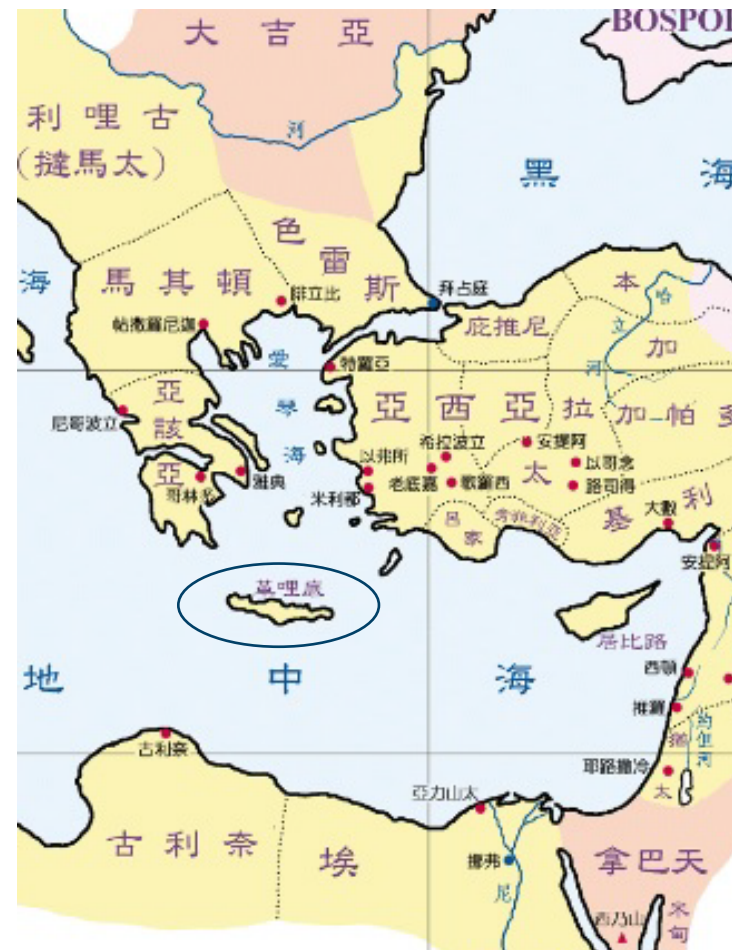 BOSPO
大吉亞
利哩古
(撻馬太)
河
黑海
海
色雷斯
馬其頓
腓立比
拜占庭
本
哈立河
加
帖撒羅尼迦
庇推尼
愛琴海
特羅亞
亞該亞
尼哥波立
亞西亞
加拉太
加帕多
希拉波立
安提阿
以弗所
以哥念
老底嘉
歌羅西
路司得
雅典
哥林多
米利都
呂家
旁非利亞
基利
大數
安提阿
革哩底
居比路
地中海
西頓
推羅
約但河
古利奈
耶路撒冷
猶太
亞力山太
古利奈
埃
挪弗
尼
拿巴天
西乃山
米甸